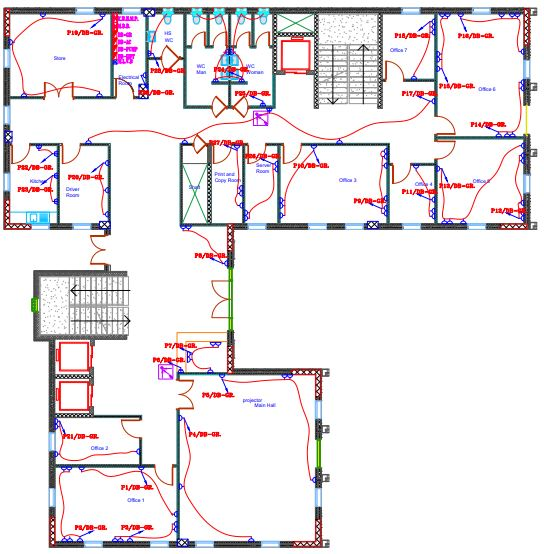 P19/DB-GR.
Store
Electrical
Room
HS
WC
P28/DB-GR.
WC
Man
WC
Woman
Office 7
P18/DB-GR.
P16/DB-GR.
P17/DB-GR.
P15/DB-GR.
Office 6
P14/DB-GR.
P22/DB-GR.
Kitchen
P23/DB-GR.
P20/DB-GR.
Driver
Room
P27/DB-GR.
Print and
Copy Room
Shaft
P26/DB-GR.
Server
Room
P10/DB-GR.
Office 3
P9/DB-GR.
Office 4
P11/DB-GR.
P13/DB-GR.
P12/DB-GR.
P8/DB-GR.
P7/DB-GR.
P6/DB-GR.
P5/DB-GR.
projector
Main Hall
P4/DB-GR.
P21/DB-GR.
Office 2
P1/DB-GR.
Office 1
P2/DB-GR.
P3/DB-GR.